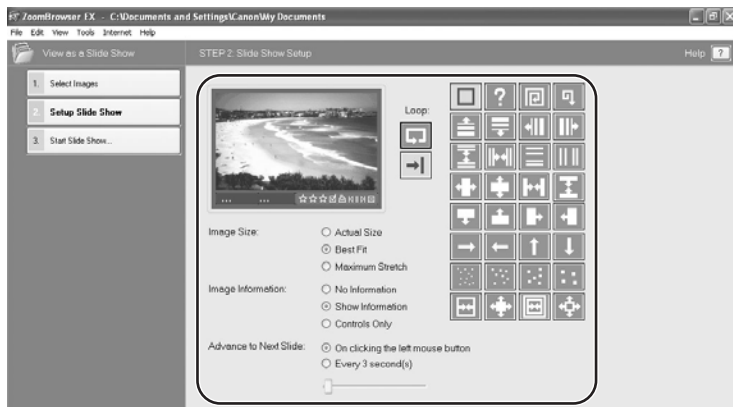 ZoomBrowser EX - C:\Documents and Settings\Canon\My Documents
File Edit View Tools Internet Help
View as a Slide Show
STEP 2: Slide Show Setup
Help ?
1. Select Images
2. Setup Slide Show
3. Start Slide Show...
Loop:
?
... ...
Image Size:
Actual Size
Best Fit
Maximum Stretch
Image Information:
No Information
Show Information
Controls Only
Advance to Next Slide:
On clicking the left mouse button
Every 3 second(s)